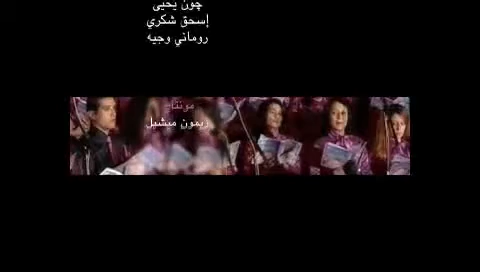 چون يحيى
إسحق شكري
روماني وجيه
مونتاج
ريمون ميشيل